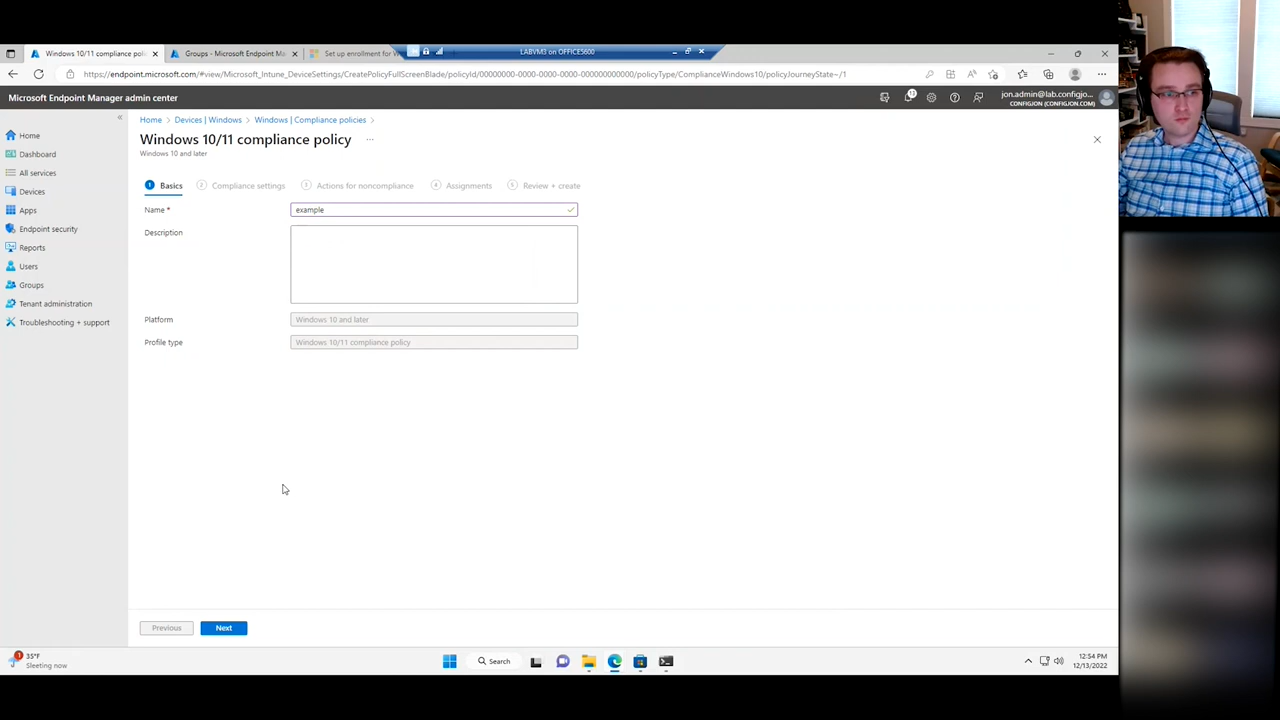 Windows 10/11 compliance poli
Groups - Microsoft Endpoint M
Set up enrollment for W
LABVM3 on OFFICE5600
https://endpoint.microsoft.com/#view/Microsoft_Intune_DeviceSettings/CreatePolicyFullScreenBlade/policyId/00000000-0000-0000-0000-000000000000/policyType/ComplianceWindows10/policyJourneyState~/1
Microsoft Endpoint Manager admin center
jon.admin@lab.configjo...
CONFIGJON (CONFIGJON.COM)
Home
Dashboard
All services
Devices
Apps
Endpoint security
Reports
Users
Groups
Tenant administration
Troubleshooting + support
Home > Devices | Windows > Windows | Compliance policies >
Windows 10/11 compliance policy ...
Windows 10 and later
1 Basics 2 Compliance settings 3 Actions for noncompliance 4 Assignments 5 Review + create
Name * example
Description
Platform Windows 10 and later
Profile type Windows 10/11 compliance policy
Previous Next
1
35°F
Sleeting now
Search
12:54 PM
12/13/2022